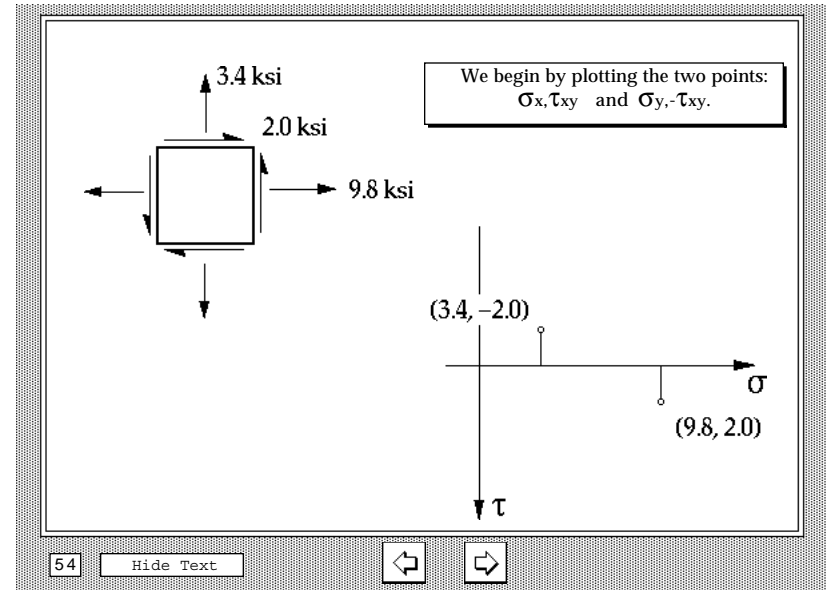 3.4 ksi
2.0 ksi
9.8 ksi
We begin by plotting the two points:
σx,τxy and σy,-τxy.
(3.4, –2.0)
σ
(9.8, 2.0)
τ
54
Hide Text